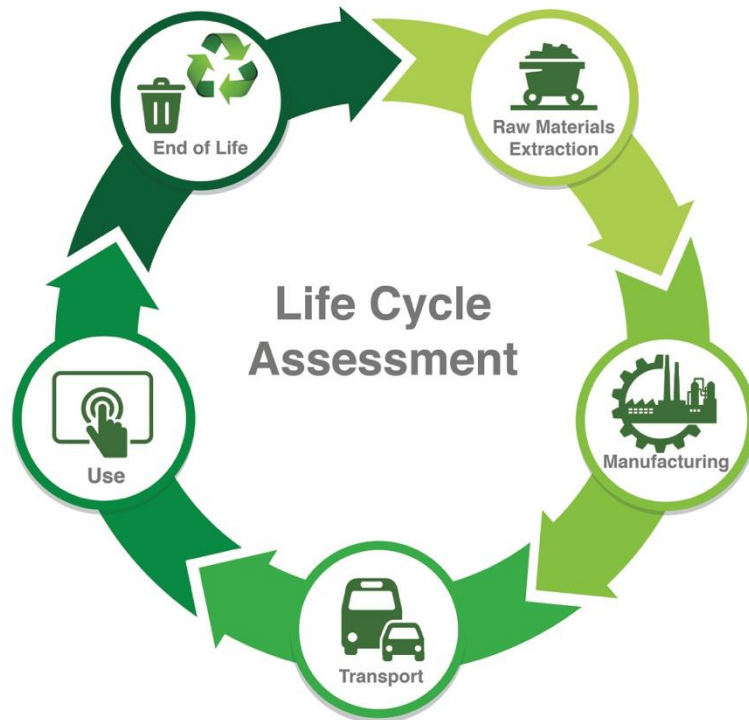 Life Cycle
Assessment
Raw Materials
Extraction
Manufacturing
Transport
Use
End of Life